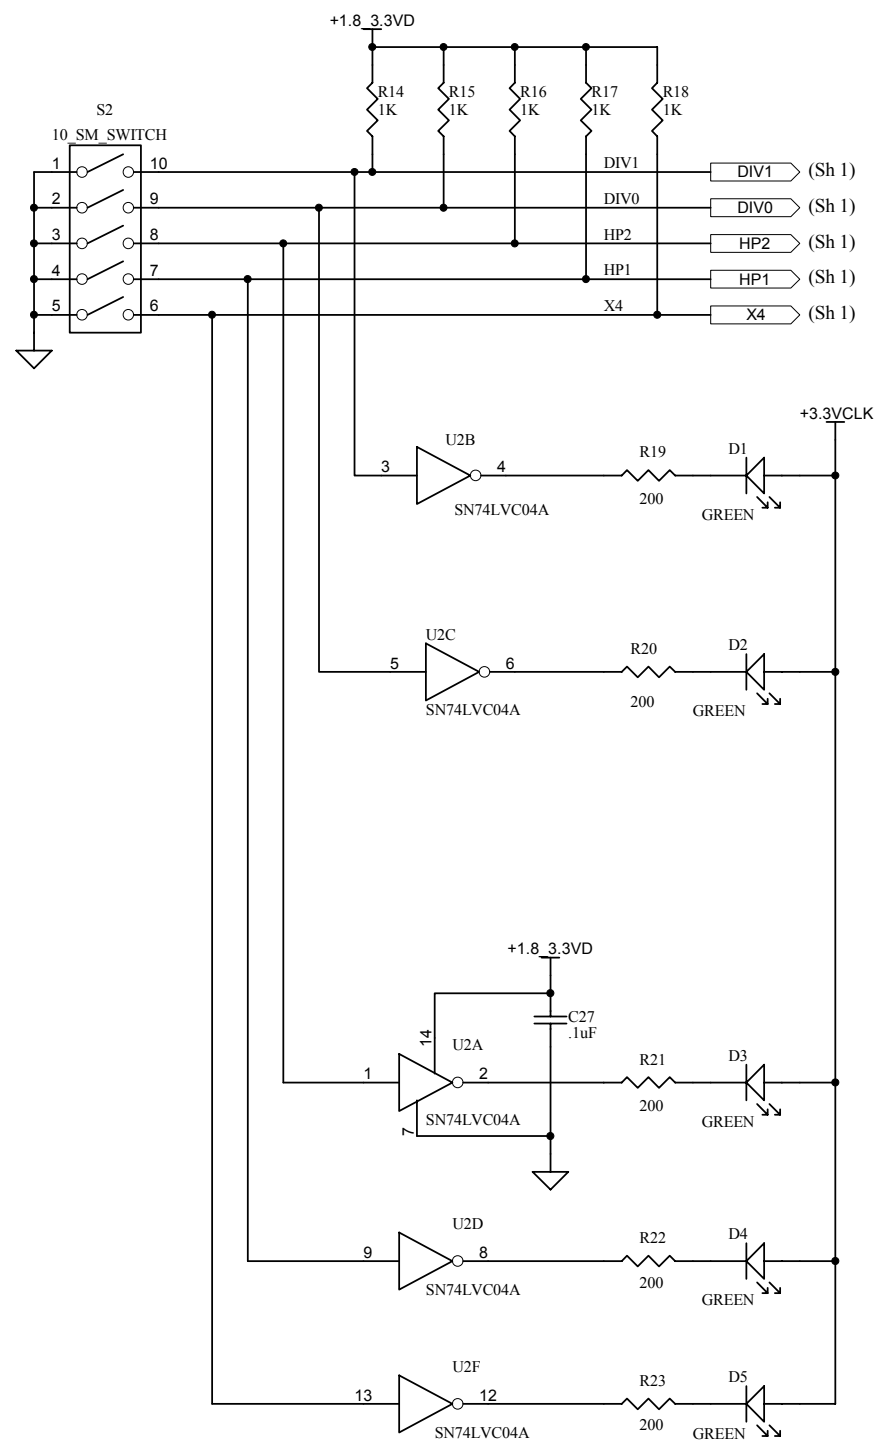 +1.8_3.3VD
R14 R15 R16 R17 R18
1K 1K 1K 1K 1K
S2
10_SM_SWITCH
1 10 DIV1 DIV1 (Sh 1)
2 9 DIV0 DIV0 (Sh 1)
3 8 HP2 HP2 (Sh 1)
4 7 HP1 HP1 (Sh 1)
5 6 X4 X4 (Sh 1)
+3.3VCLK
U2B R19 D1
3 4
200
SN74LVC04A GREEN
U2C R20 D2
5 6
200
SN74LVC04A GREEN
+1.8_3.3VD
C27
.1uF
14
U2A R21 D3
1 2
200
SN74LVC04A GREEN
7
U2D R22 D4
9 8
200
SN74LVC04A GREEN
U2F R23 D5
13 12
200
SN74LVC04A GREEN